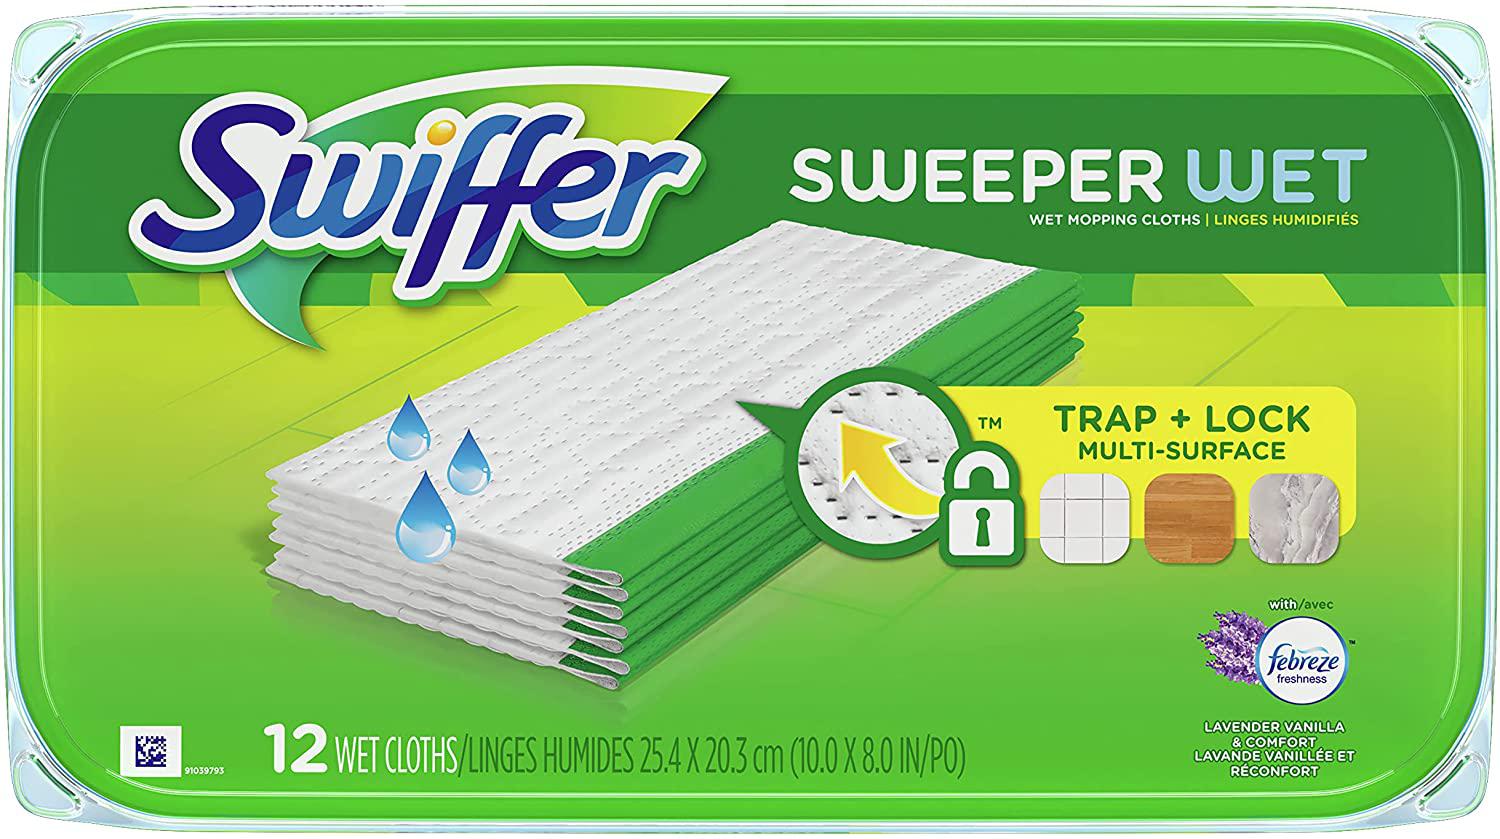 Swiffer
SWEEPER WET
WET MOPPING CLOTHS | LINGES HUMIDIFIÉS
™ TRAP + LOCK
MULTI-SURFACE
with/avec
febreze™
freshness
LAVENDER VANILLA
& COMFORT
LAVANDE VANILLÉE ET
RÉCONFORT
91039793
12 WET CLOTHS/LINGES HUMIDES 25.4 X 20.3 cm (10.0 X 8.0 IN/PO)